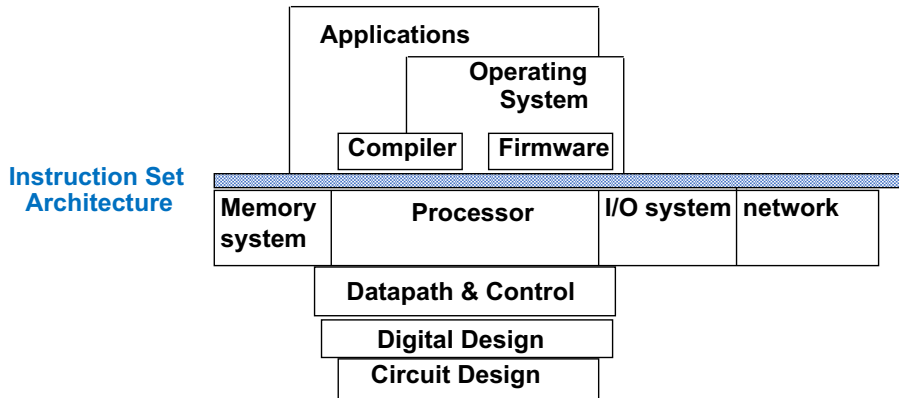 Applications
Operating
System
Compiler
Firmware
Instruction Set
Architecture
Memory
system
Processor
I/O system
network
Datapath & Control
Digital Design
Circuit Design